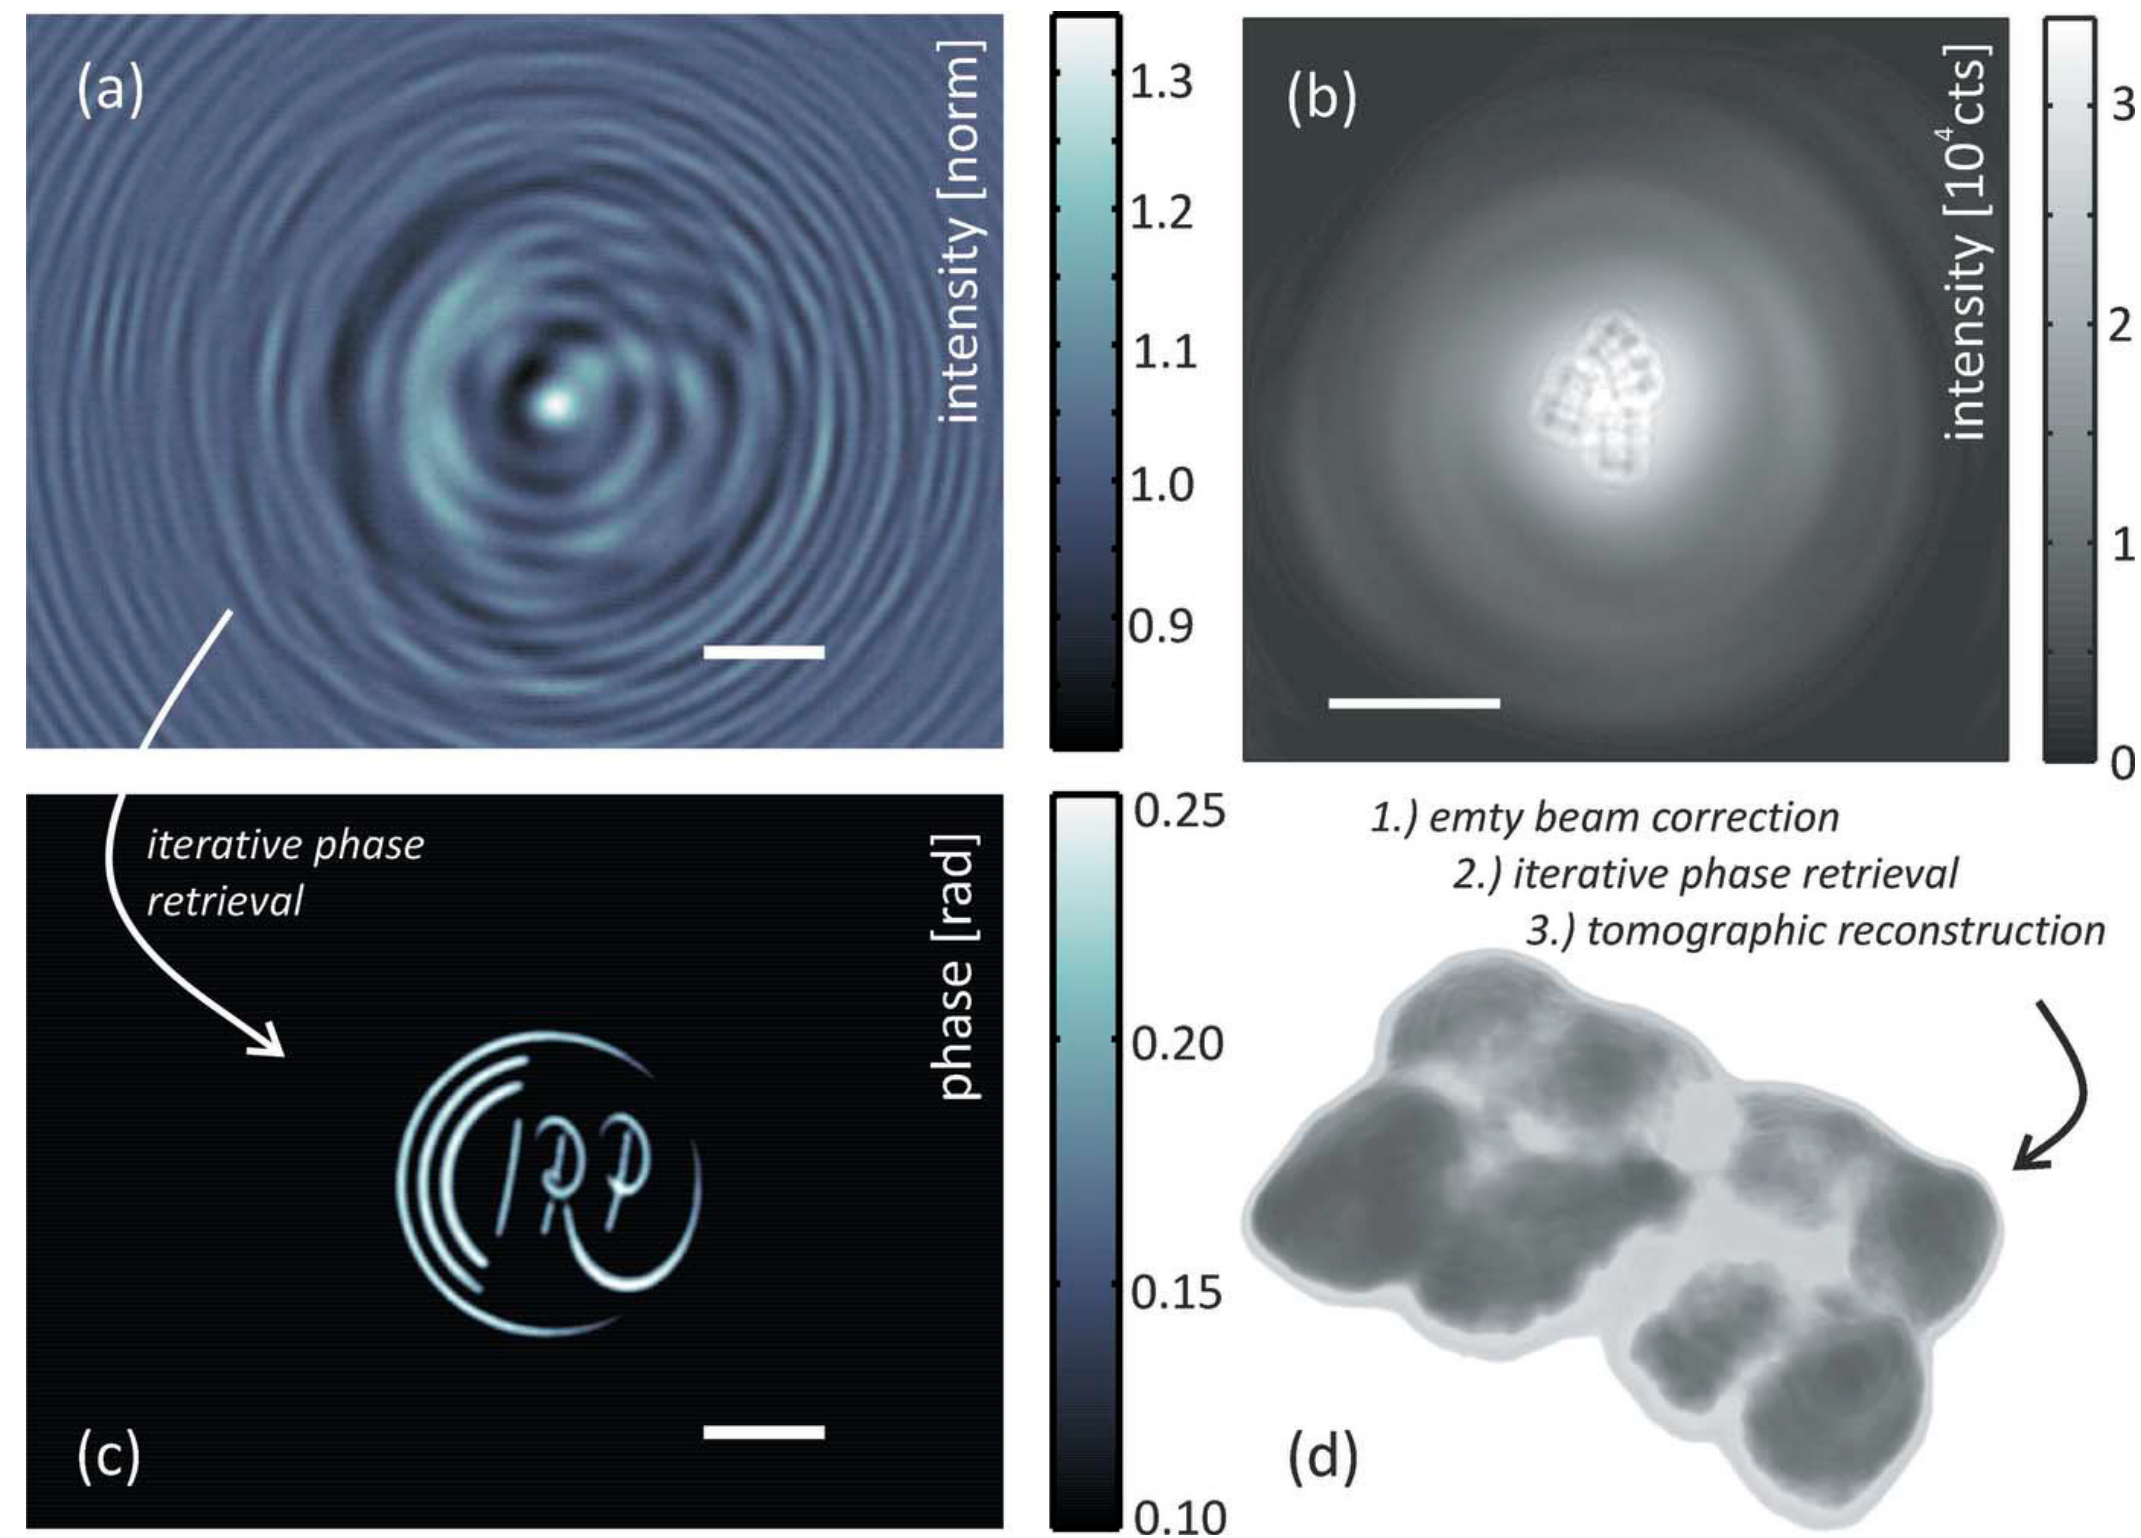 (a)
intensity [norm]
1.3
1.2
1.1
1.0
0.9
(b)
intensity [10⁴ cts]
3
2
1
0
iterative phase
retrieval
phase [rad]
IRP
(c)
0.25
0.20
0.15
0.10
1.) emty beam correction
2.) iterative phase retrieval
3.) tomographic reconstruction
(d)